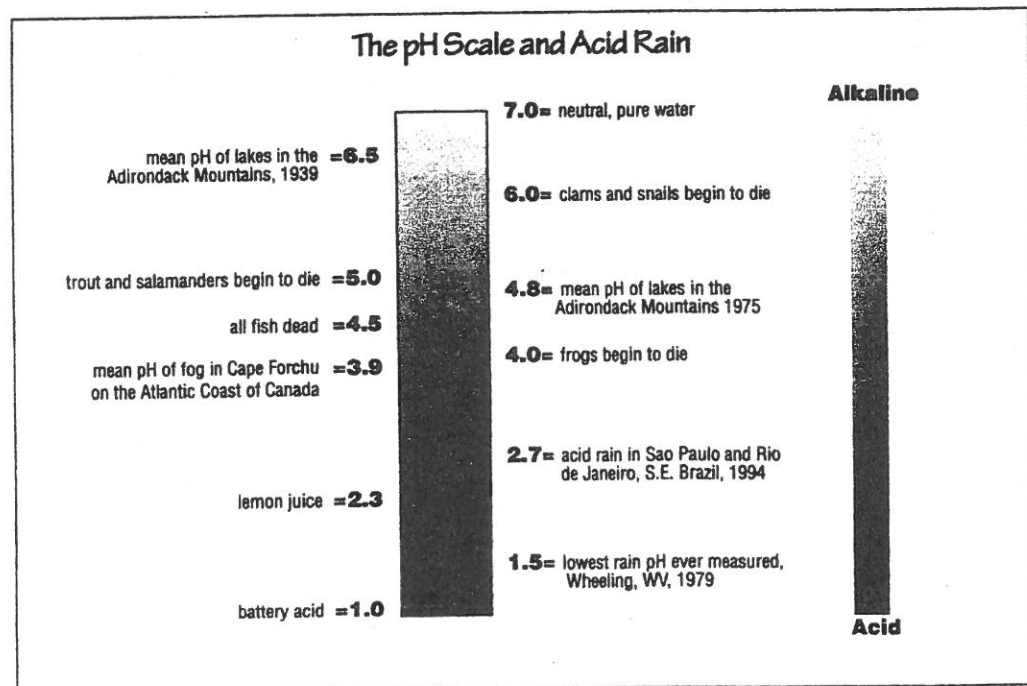 The pH Scale and Acid Rain
Alkaline
7.0= neutral, pure water
mean pH of lakes in the =6.5
Adirondack Mountains, 1939
6.0= clams and snails begin to die
trout and salamanders begin to die =5.0
4.8= mean pH of lakes in the
Adirondack Mountains 1975
all fish dead =4.5
4.0= frogs begin to die
mean pH of fog in Cape Forchu =3.9
on the Atlantic Coast of Canada
2.7= acid rain in Sao Paulo and Rio
de Janeiro, S.E. Brazil, 1994
lemon juice =2.3
1.5= lowest rain pH ever measured,
Wheeling, WV, 1979
battery acid =1.0
Acid